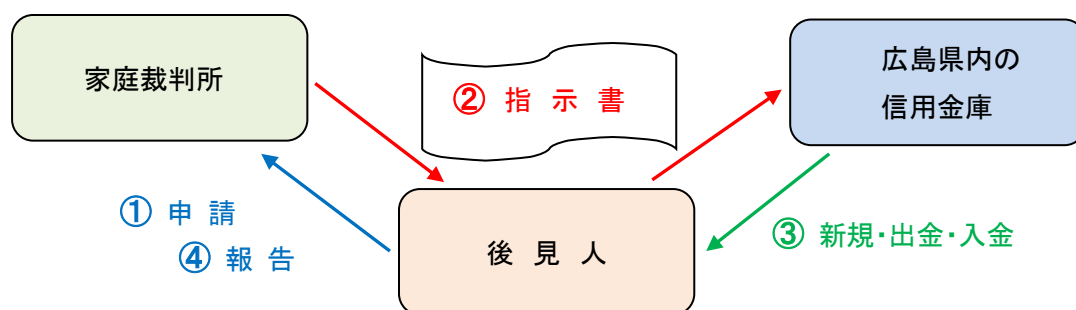 家庭裁判所
② 指 示 書
広島県内の
信用金庫
① 申 請
④ 報 告
後 見 人
③ 新規・出金・入金